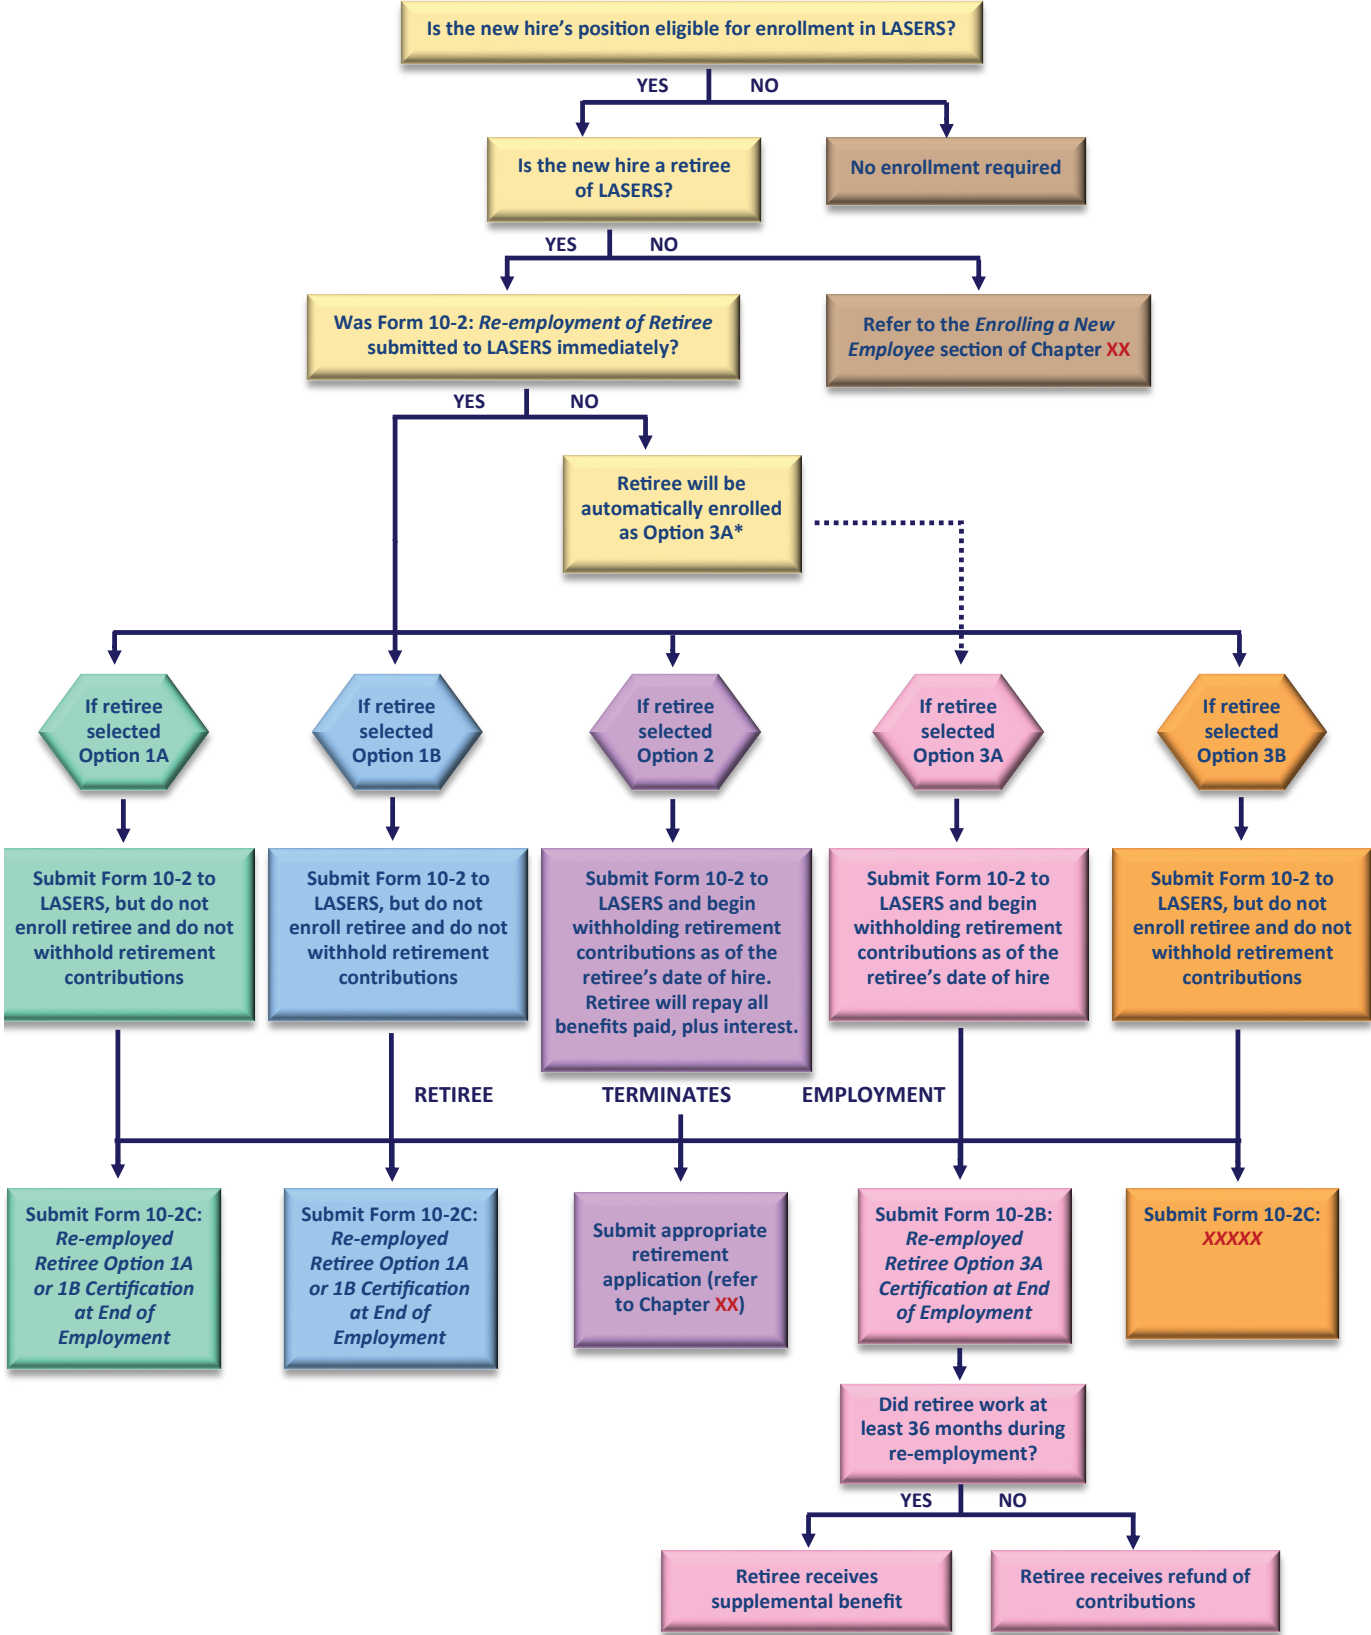 Is the new hire's position eligible for enrollment in LASERS?
YES
NO
Is the new hire a retiree
of LASERS?
No enrollment required
YES
NO
Was Form 10-2: Re-employment of Retiree
submitted to LASERS immediately?
Refer to the Enrolling a New
Employee section of Chapter XX
YES
NO
Retiree will be
automatically enrolled
as Option 3A*
If retiree
selected
Option 1A
If retiree
selected
Option 1B
If retiree
selected
Option 2
If retiree
selected
Option 3A
If retiree
selected
Option 3B
Submit Form 10-2 to
LASERS, but do not
enroll retiree and do not
withhold retirement
contributions
Submit Form 10-2 to
LASERS, but do not
enroll retiree and do not
withhold retirement
contributions
Submit Form 10-2 to
LASERS and begin
withholding retirement
contributions as of the
retiree's date of hire.
Retiree will repay all
benefits paid, plus interest.
Submit Form 10-2 to
LASERS and begin
withholding retirement
contributions as of the
retiree's date of hire
Submit Form 10-2 to
LASERS, but do not
enroll retiree and do not
withhold retirement
contributions
RETIREE TERMINATES EMPLOYMENT
Submit Form 10-2C:
Re-employed
Retiree Option 1A
or 1B Certification
at End of
Employment
Submit Form 10-2C:
Re-employed
Retiree Option 1A
or 1B Certification
at End of
Employment
Submit appropriate
retirement
application (refer
to Chapter XX)
Submit Form 10-2B:
Re-employed
Retiree Option 3A
Certification at End
of Employment
Submit Form 10-2C:
XXXXX
Did retiree work at
least 36 months during
re-employment?
YES
NO
Retiree receives
supplemental benefit
Retiree receives refund of
contributions